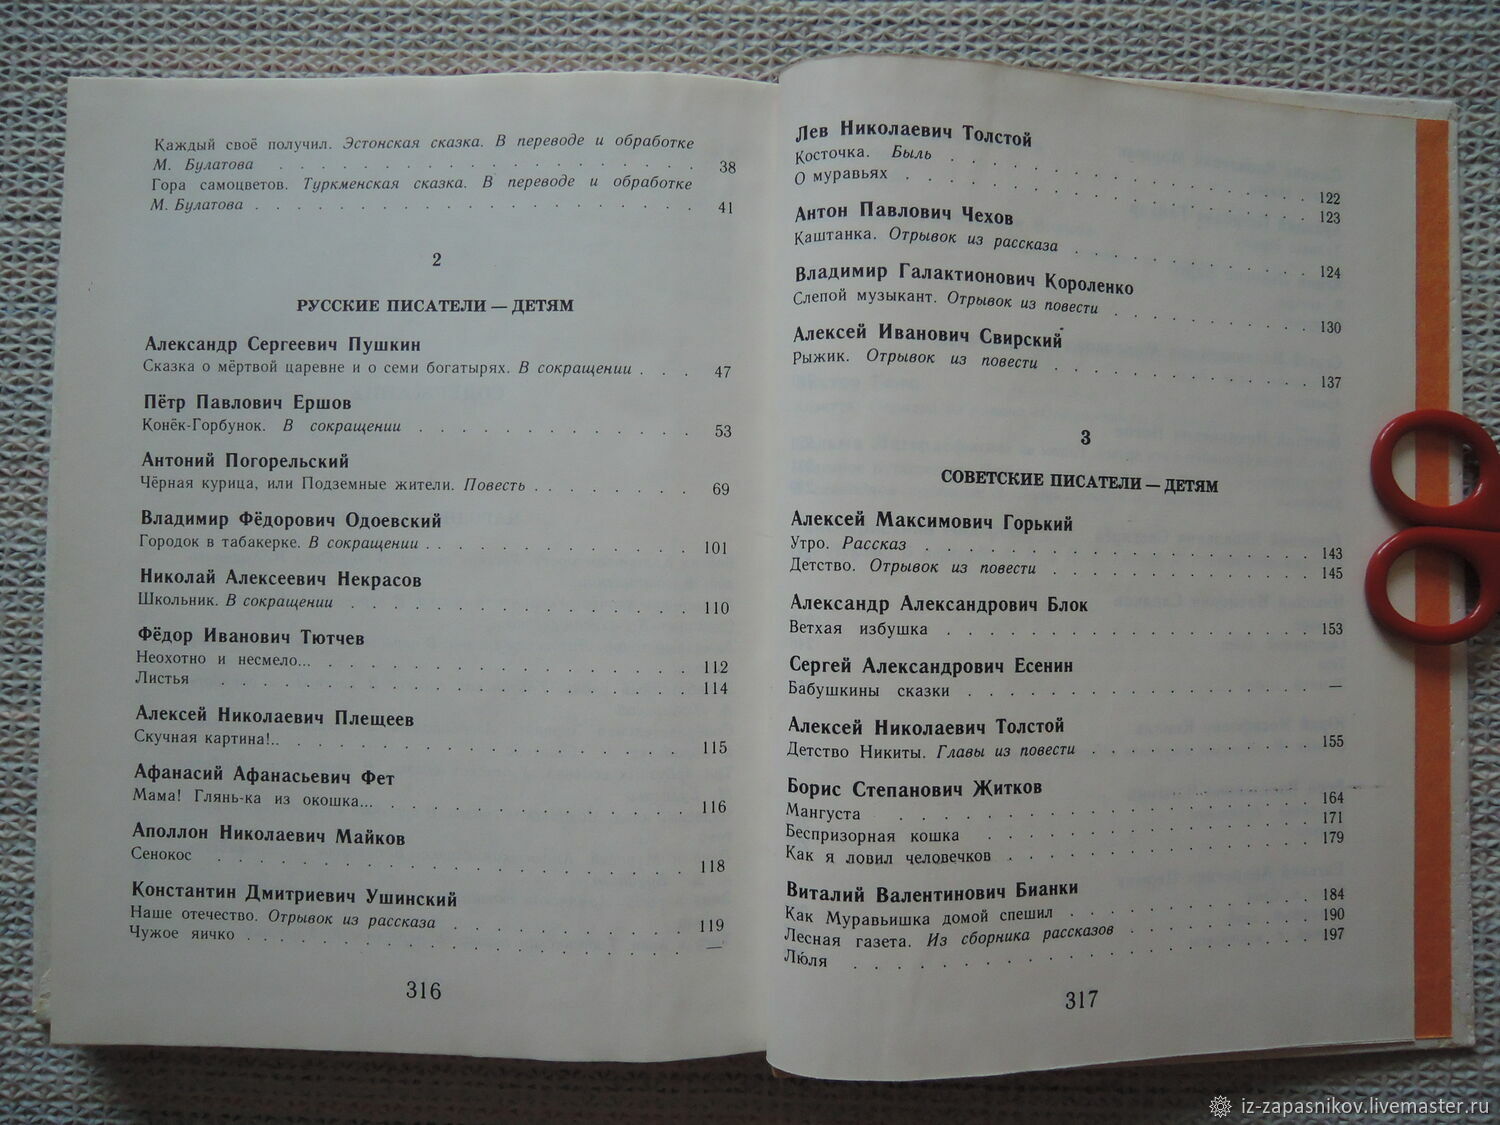 Каждый своё получил. Эстонская сказка. В переводе и обработке
М. Булатова . . . . . . . . . . . . . . . . . . 38
Гора самоцветов. Туркменская сказка. В переводе и обработке
М. Булатова . . . . . . . . . . . . . . . . . . 41
2
РУССКИЕ ПИСАТЕЛИ — ДЕТЯМ
Александр Сергеевич Пушкин
Сказка о мёртвой царевне и о семи богатырях. В сокращении . . . 47
Пётр Павлович Ершов
Конёк-Горбунок. В сокращении . . . . . . . . . . . . 53
Антоний Погорельский
Чёрная курица, или Подземные жители. Повесть . . . . . . . 69
Владимир Фёдорович Одоевский
Городок в табакерке. В сокращении . . . . . . . . . . . 101
Николай Алексеевич Некрасов
Школьник. В сокращении . . . . . . . . . . . . . . 110
Фёдор Иванович Тютчев
Неохотно и несмело... . . . . . . . . . . . . . . . 112
Листья . . . . . . . . . . . . . . . . . . . 114
Алексей Николаевич Плещеев
Скучная картина!.. . . . . . . . . . . . . . . . . 115
Афанасий Афанасьевич Фет
Мама! Глянь-ка из окошка... . . . . . . . . . . . . . 116
Аполлон Николаевич Майков
Сенокос . . . . . . . . . . . . . . . . . . . 118
Константин Дмитриевич Ушинский
Наше отечество. Отрывок из рассказа . . . . . . . . . . 119
Чужое яичко . . . . . . . . . . . . . . . . . . —
316
Лев Николаевич Толстой
Косточка. Быль . . . . . . . . . . . . . . . . . 122
О муравьях . . . . . . . . . . . . . . . . . . 123
Антон Павлович Чехов
Каштанка. Отрывок из рассказа . . . . . . . . . . . . 124
Владимир Галактионович Короленко
Слепой музыкант. Отрывок из повести . . . . . . . . . . 130
Алексей Иванович Свирский
Рыжик. Отрывок из повести . . . . . . . . . . . . . 137
3
СОВЕТСКИЕ ПИСАТЕЛИ — ДЕТЯМ
Алексей Максимович Горький
Утро. Рассказ . . . . . . . . . . . . . . . . . 143
Детство. Отрывок из повести . . . . . . . . . . . . . 145
Александр Александрович Блок
Ветхая избушка . . . . . . . . . . . . . . . . . 153
Сергей Александрович Есенин
Бабушкины сказки . . . . . . . . . . . . . . . . —
Алексей Николаевич Толстой
Детство Никиты. Главы из повести . . . . . . . . . . . 155
Борис Степанович Житков
Мангуста . . . . . . . . . . . . . . . . . . . 164
Беспризорная кошка . . . . . . . . . . . . . . . . 171
Как я ловил человечков . . . . . . . . . . . . . . . 179
Виталий Валентинович Бианки
Как Муравьишка домой спешил . . . . . . . . . . . . 184
Лесная газета. Из сборника рассказов . . . . . . . . . . 190
Люля . . . . . . . . . . . . . . . . . . . . 197
317
iz-zapasnikov.livemaster.ru